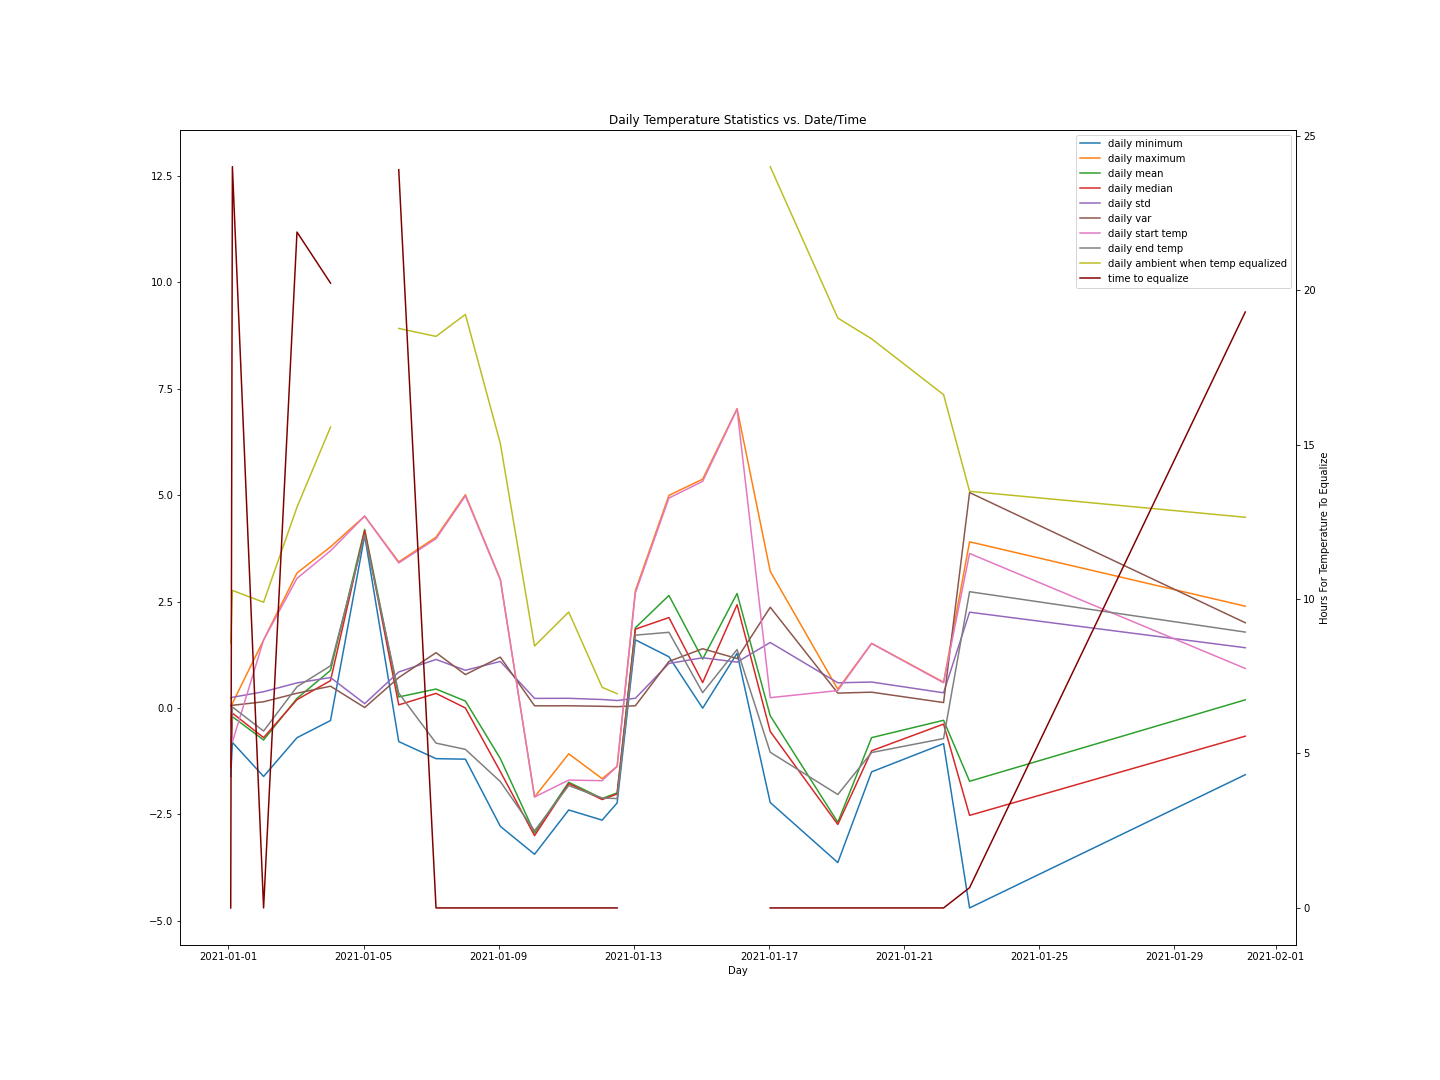 Daily Temperature Statistics vs. Date/Time
daily minimum
daily maximum
daily mean
daily median
daily std
daily var
daily start temp
daily end temp
daily ambient when temp equalized
time to equalize
12.5
10.0
7.5
5.0
2.5
0.0
−2.5
−5.0
25
20
15
10
5
0
Hours For Temperature To Equalize
2021-01-01 2021-01-05 2021-01-09 2021-01-13 2021-01-17 2021-01-21 2021-01-25 2021-01-29 2021-02-01
Day